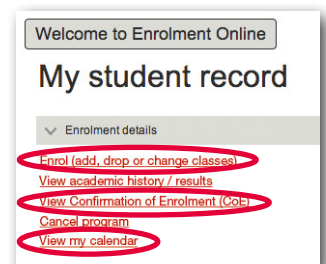 Welcome to Enrolment Online
My student record
Enrolment details
Enrol (add, drop or change classes)
View academic history / results
View Confirmation of Enrolment (CoE)
Cancel program
View my calendar